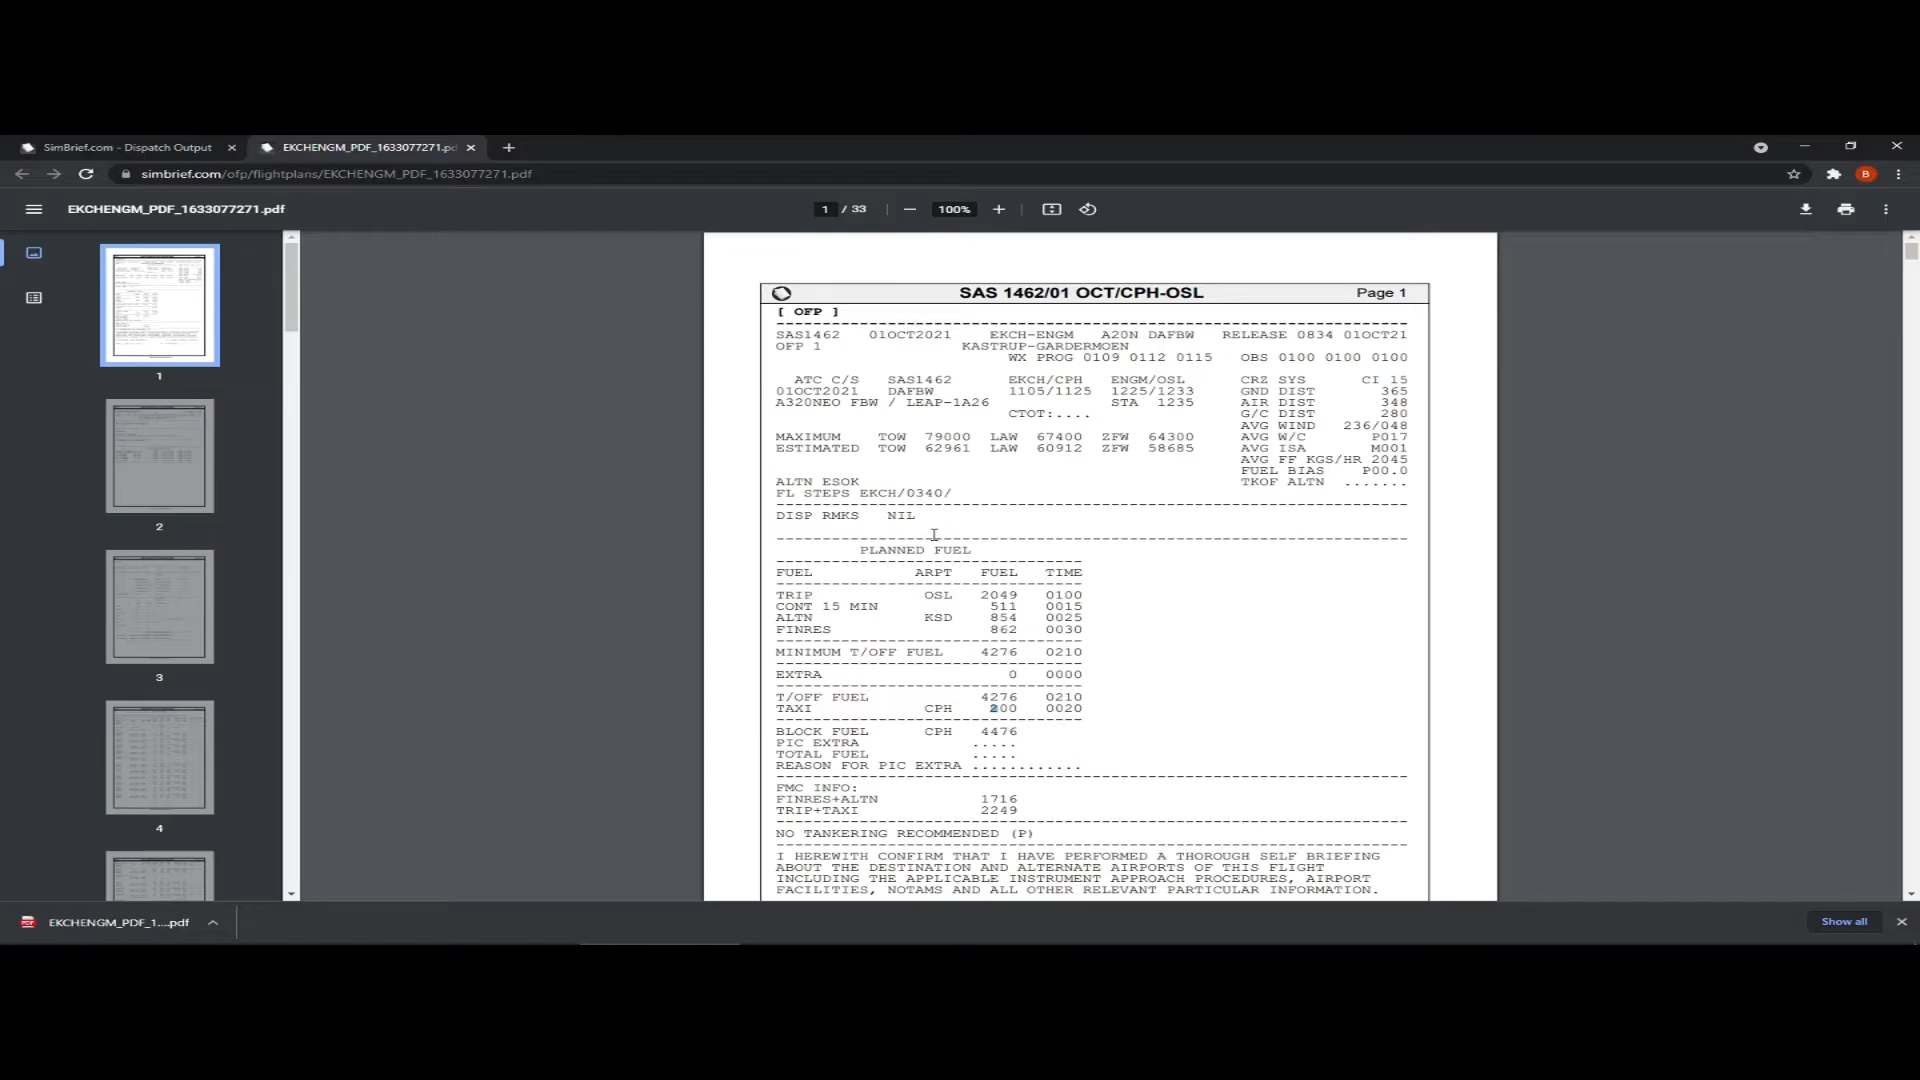 SimBrief.com - Dispatch Output
EKCHENGM_PDF_1633077271.pd
simbrief.com/ofp/flightplans/EKCHENGM_PDF_1633077271.pdf
B
EKCHENGM_PDF_1633077271.pdf
1 / 33
100%
1
2
3
4
SAS 1462/01 OCT/CPH-OSL Page 1
[ OFP ]
SAS1462 01OCT2021 EKCH-ENGM A20N DAFBW RELEASE 0834 01OCT21
OFP 1 KASTRUP-GARDERMOEN
WX PROG 0109 0112 0115 OBS 0100 0100 0100
ATC C/S SAS1462 EKCH/CPH ENGM/OSL CRZ SYS CI 15
01OCT2021 DAFBW 1105/1125 1225/1233 GND DIST 365
A320NEO FBW / LEAP-1A26 STA 1235 AIR DIST 348
CTOT:.... G/C DIST 280
AVG WIND 236/048
MAXIMUM TOW 79000 LAW 67400 ZFW 64300 AVG W/C P017
ESTIMATED TOW 62961 LAW 60912 ZFW 58685 AVG ISA M001
AVG FF KGS/HR 2045
FUEL BIAS P00.0
ALTN ESOK TKOF ALTN .......
FL STEPS EKCH/0340/
DISP RMKS NIL
PLANNED FUEL
FUEL ARPT FUEL TIME
TRIP OSL 2049 0100
CONT 15 MIN 511 0015
ALTN KSD 854 0025
FINRES 862 0030
MINIMUM T/OFF FUEL 4276 0210
EXTRA 0 0000
T/OFF FUEL 4276 0210
TAXI CPH 200 0020
BLOCK FUEL CPH 4476
PIC EXTRA .....
TOTAL FUEL .....
REASON FOR PIC EXTRA ............
FMC INFO:
FINRES+ALTN 1716
TRIP+TAXI 2249
NO TANKERING RECOMMENDED (P)
I HEREWITH CONFIRM THAT I HAVE PERFORMED A THOROUGH SELF BRIEFING
ABOUT THE DESTINATION AND ALTERNATE AIRPORTS OF THIS FLIGHT
INCLUDING THE APPLICABLE INSTRUMENT APPROACH PROCEDURES, AIRPORT
FACILITIES, NOTAMS AND ALL OTHER RELEVANT PARTICULAR INFORMATION.
EKCHENGM_PDF_1....pdf
Show all